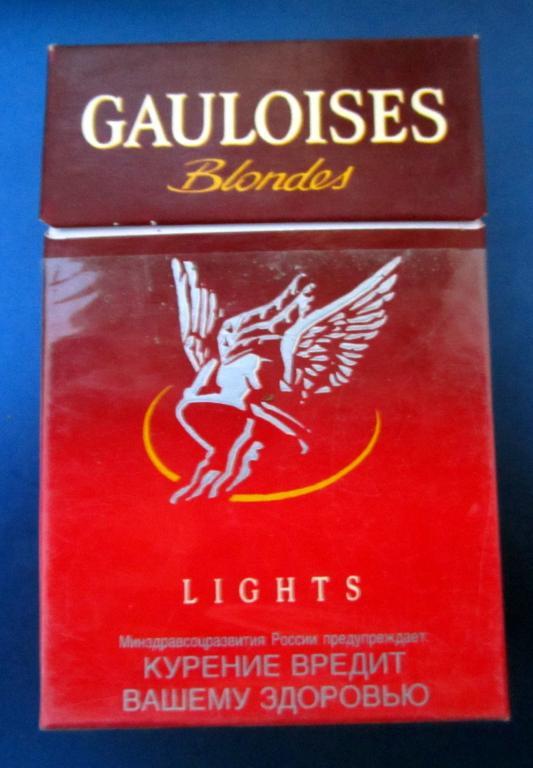 GAULOISES
Blondes
LIGHTS
Минздравсоцразвития России предупреждает:
КУРЕНИЕ ВРЕДИТ
ВАШЕМУ ЗДОРОВЬЮ